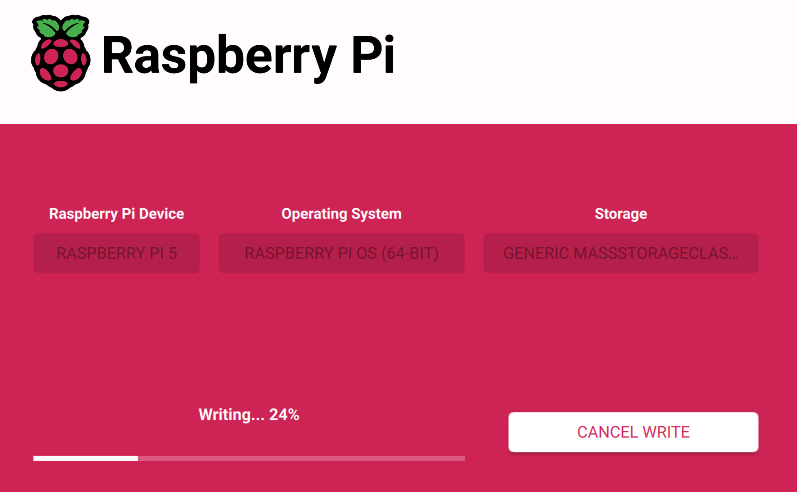 Raspberry Pi
Raspberry Pi Device
Operating System
Storage
RASPBERRY PI 5
RASPBERRY PI OS (64-BIT)
GENERIC MASSSTORAGECLAS...
Writing... 24%
CANCEL WRITE